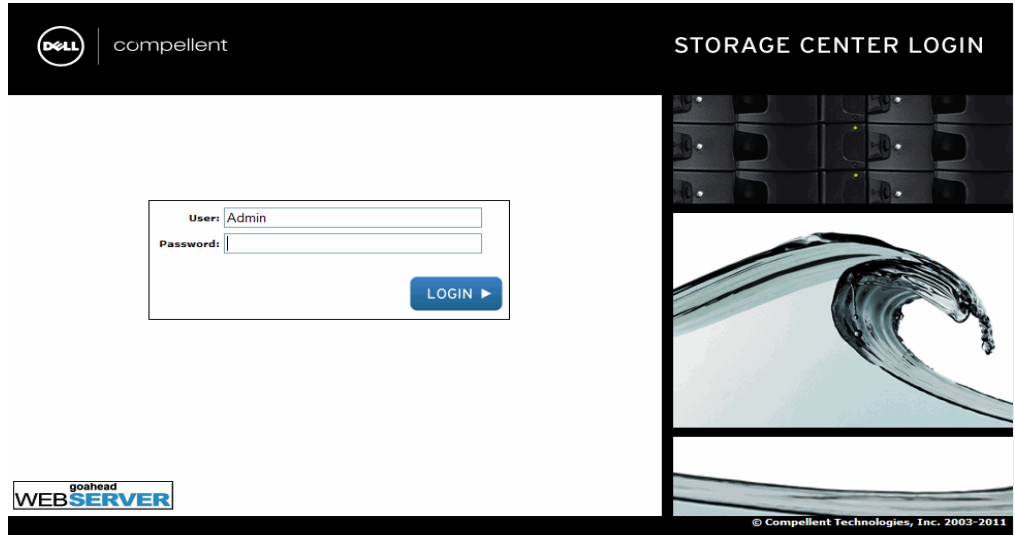 DELL
compellent
STORAGE CENTER LOGIN
User: Admin
Password:
LOGIN
goahead
WEBSERVER
© Compellent Technologies, Inc. 2003-2011